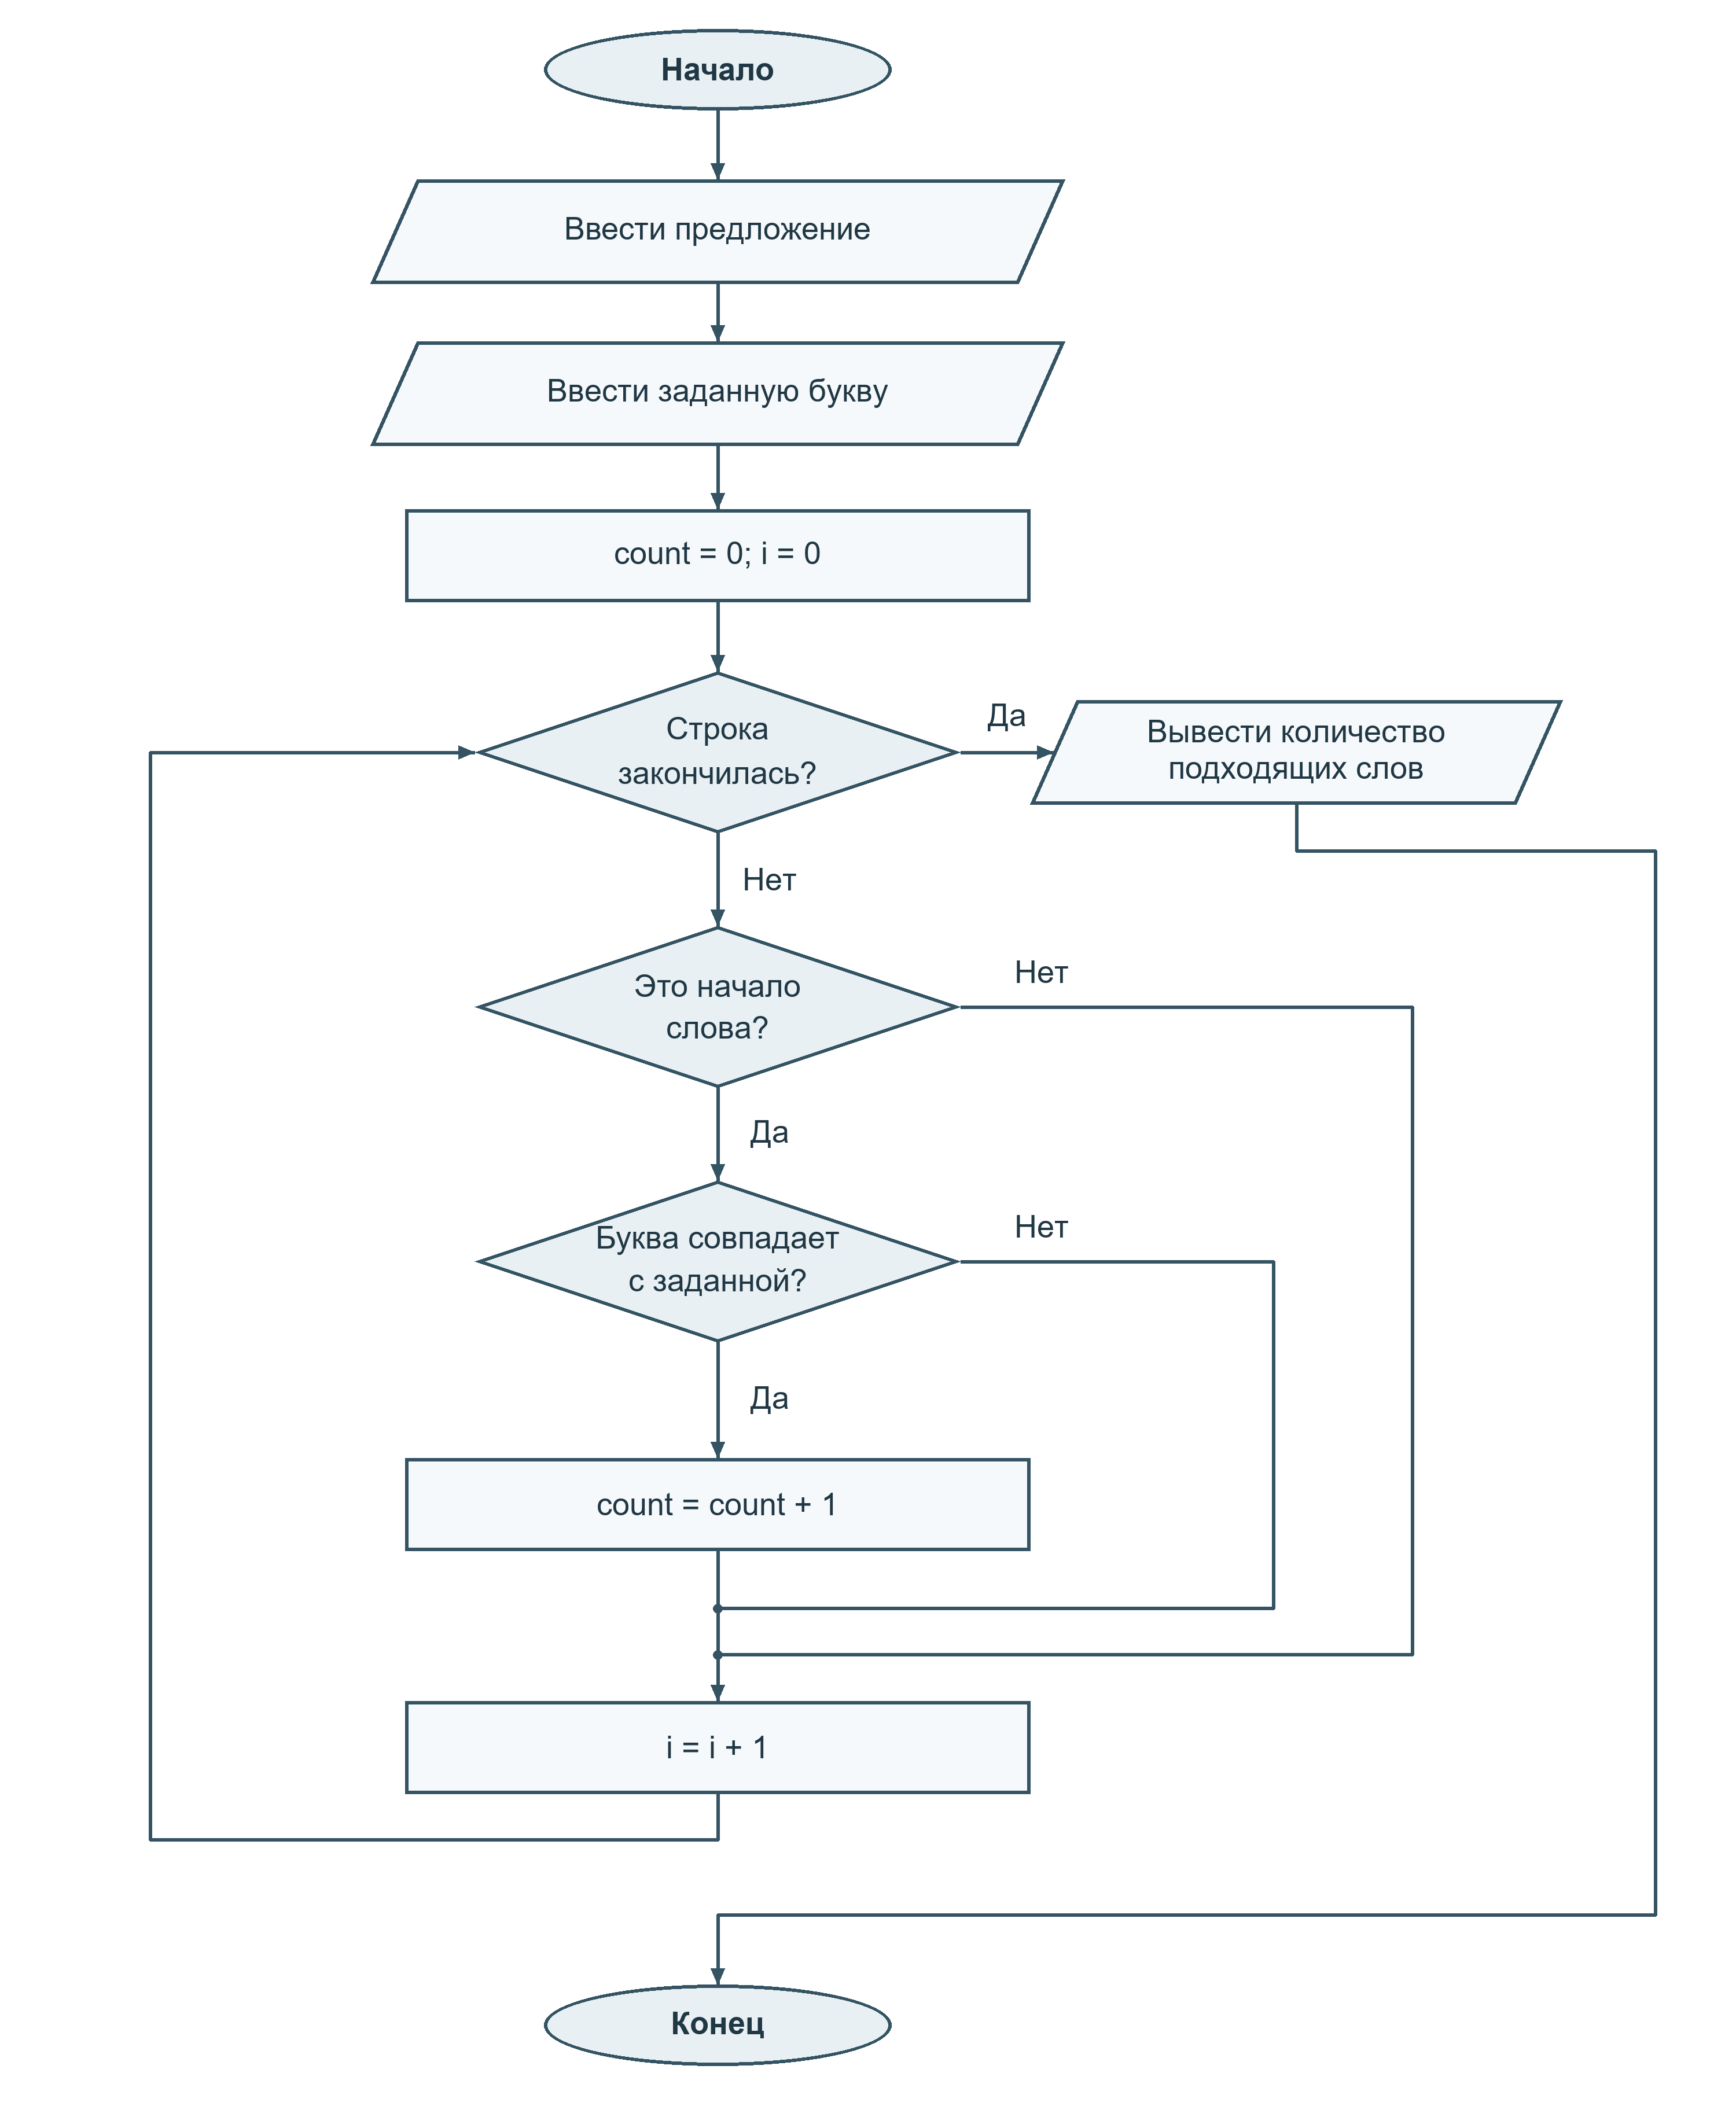 Начало
Ввести предложение
Ввести заданную букву
count = 0; i = 0
Строка
закончилась?
Да
Вывести количество
подходящих слов
Нет
Это начало
слова?
Нет
Да
Буква совпадает
с заданной?
Нет
Да
count = count + 1
i = i + 1
Конец